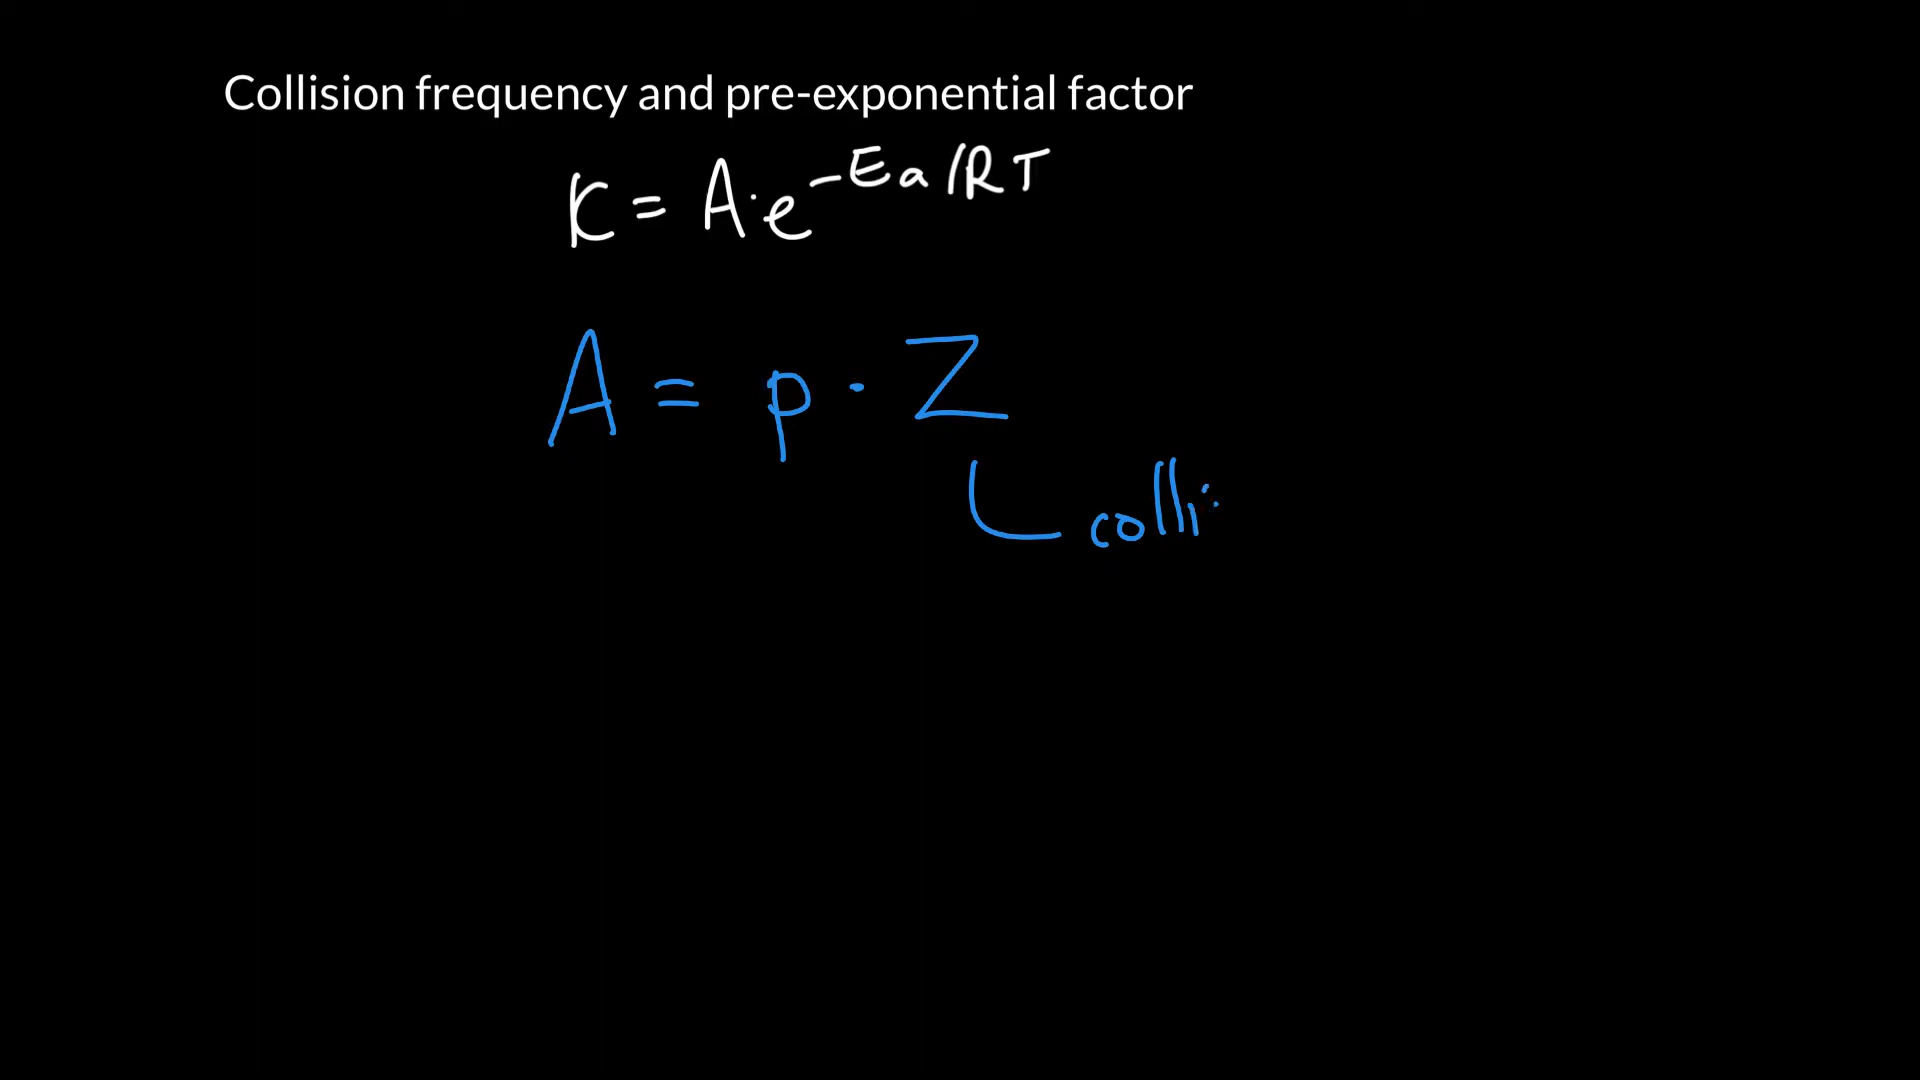 Collision frequency and pre-exponential factor
K = A·e^-Ea/RT
A = p · Z
colli